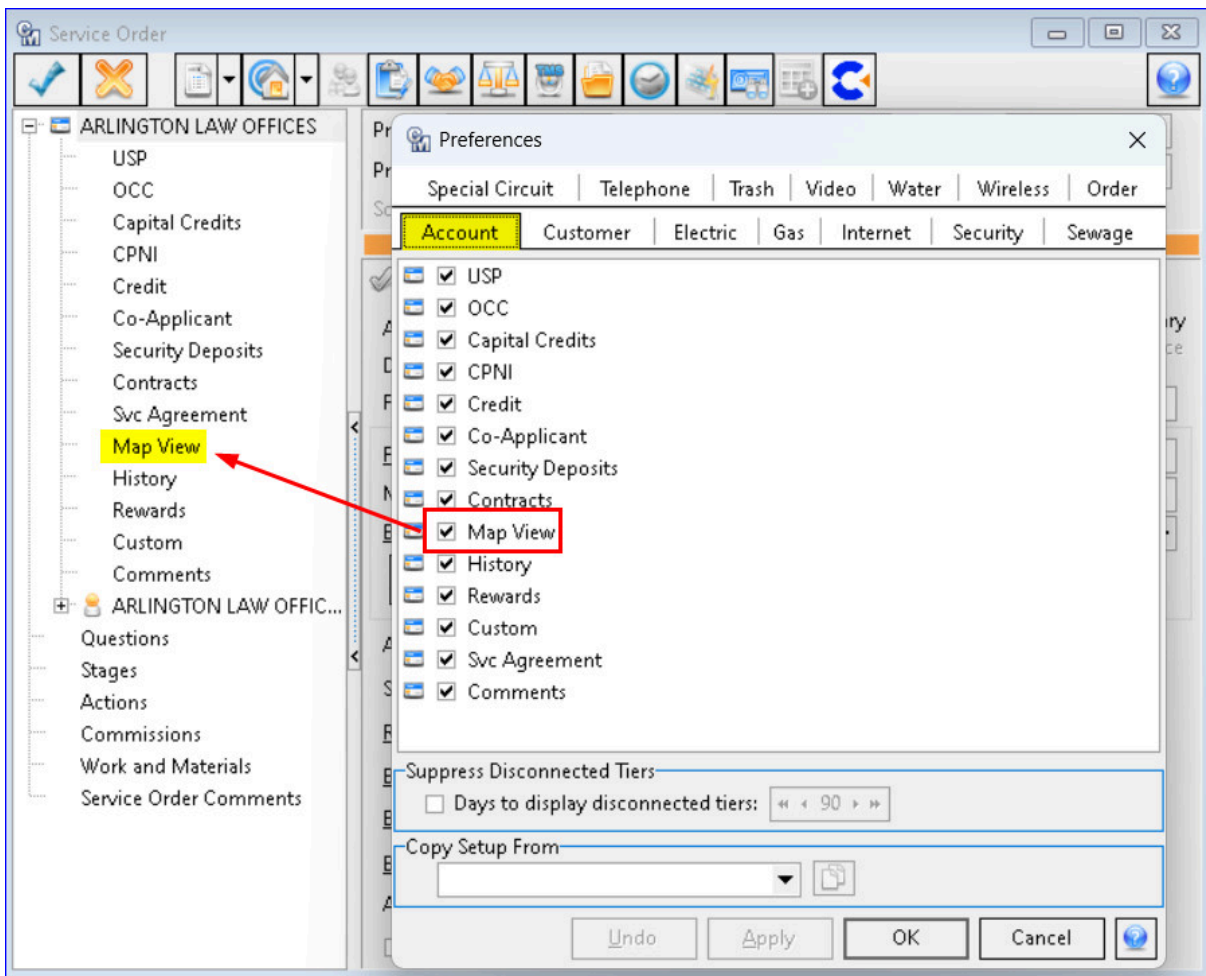 Service Order
ARLINGTON LAW OFFICES
USP
OCC
Capital Credits
CPNI
Credit
Co-Applicant
Security Deposits
Contracts
Svc Agreement
Map View
History
Rewards
Custom
Comments
ARLINGTON LAW OFFIC...
Questions
Stages
Actions
Commissions
Work and Materials
Service Order Comments
Preferences
Special Circuit Telephone Trash Video Water Wireless Order
Account Customer Electric Gas Internet Security Sewage
USP
OCC
Capital Credits
CPNI
Credit
Co-Applicant
Security Deposits
Contracts
Map View
History
Rewards
Custom
Svc Agreement
Comments
Suppress Disconnected Tiers
Days to display disconnected tiers: 90
Copy Setup From
Undo Apply OK Cancel